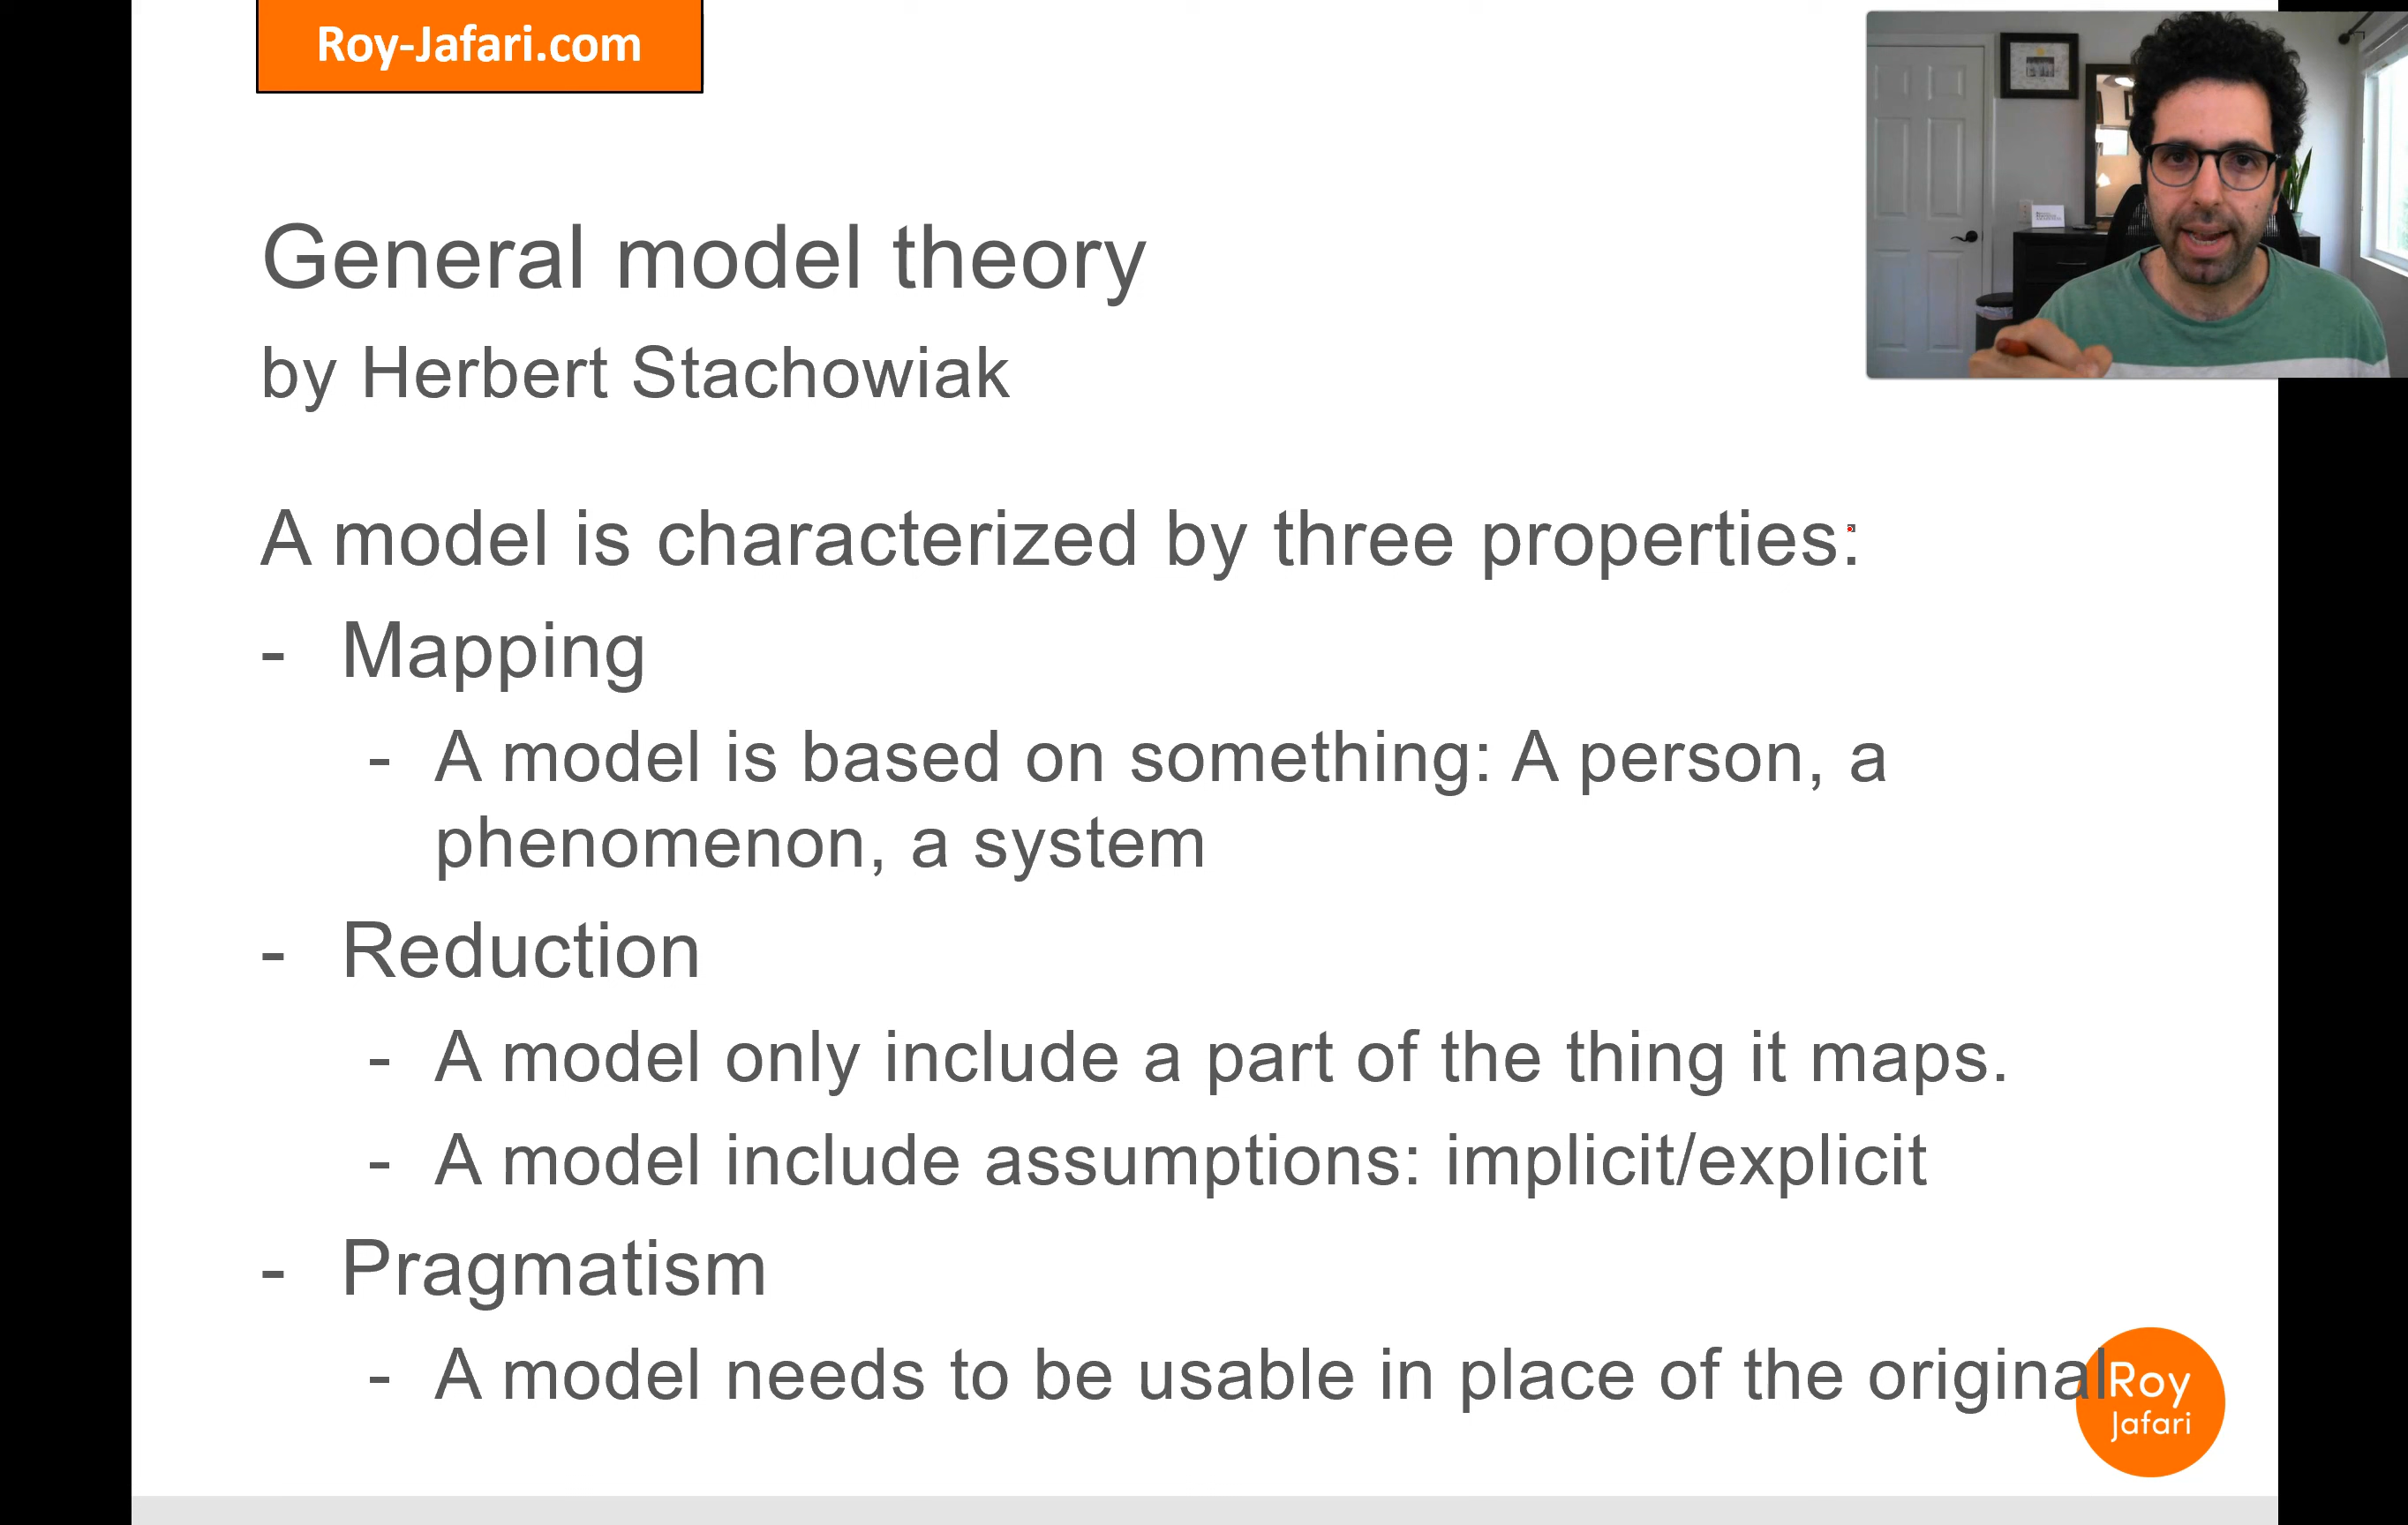 Roy-Jafari.com
General model theory
by Herbert Stachowiak
A model is characterized by three properties:
- Mapping
- A model is based on something: A person, a
phenomenon, a system
- Reduction
- A model only include a part of the thing it maps.
- A model include assumptions: implicit/explicit
- Pragmatism
- A model needs to be usable in place of the original
Roy
Jafari